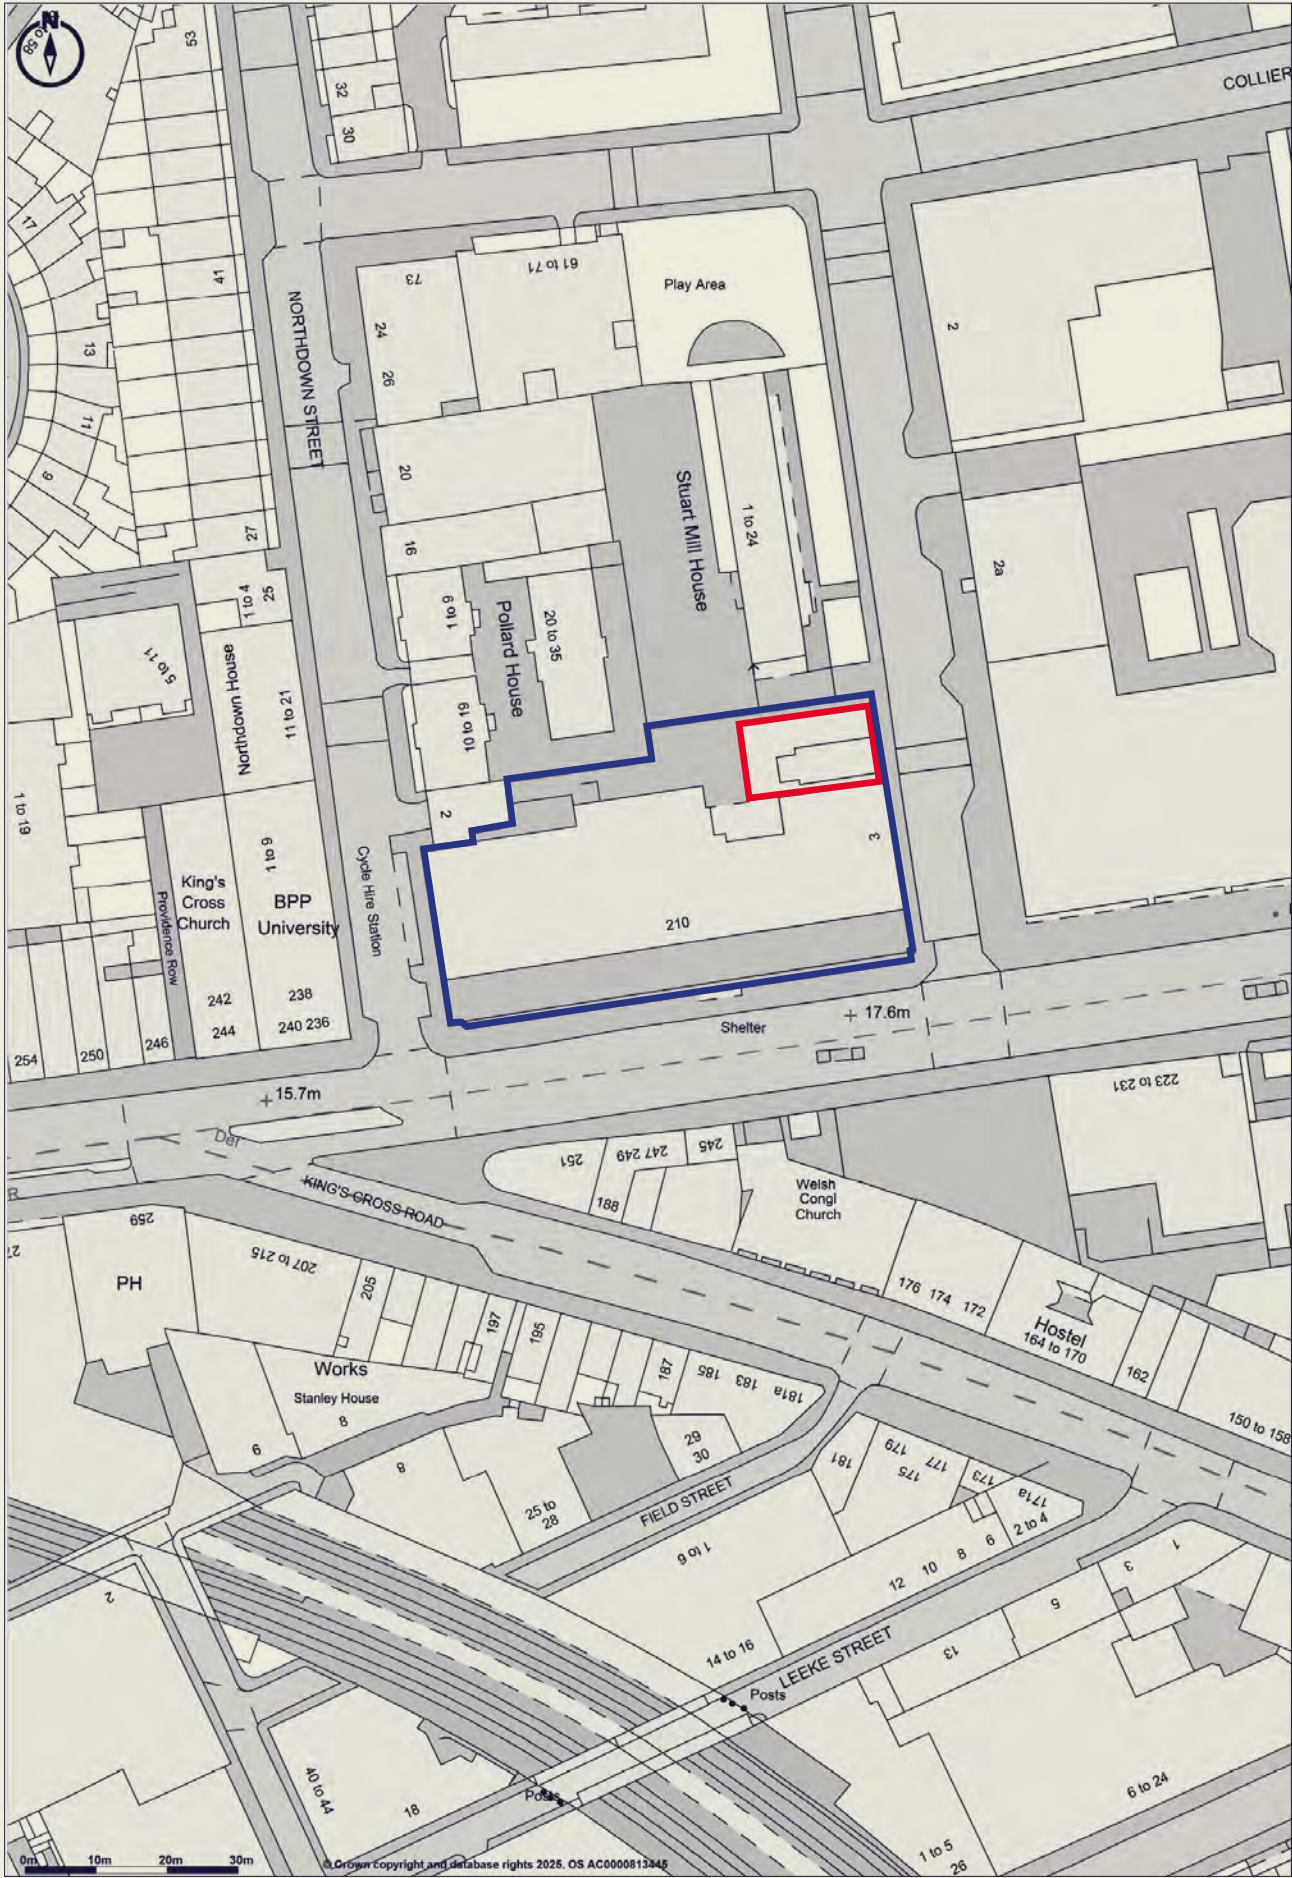 N
to 58
53
32
30
COLLIER
17
41
73
61 to 71
Play Area
24
2
NORTHDOWN STREET
13
26
11
20
Stuart Mill House
9
1 to 24
27
16
2a
25
1 to 4
1 to 9
Pollard House
20 to 35
5 to 11
Northdown House
11 to 21
10 to 19
1 to 19
2
3
Cycle Hire Station
1 to 9
King's
Cross
Church
BPP
University
Providence Row
210
242
238
244
240 236
246
250
254
17.6m
Shelter
15.7m
Der
223 to 231
251
247 249
245
KING'S CROSS ROAD
188
Welsh
Congl
Church
R
259
207 to 215
PH
205
176
174
172
197
195
Hostel
164 to 170
162
Works
Stanley House
187
185
183
181a
8
150 to 158
29
30
9
8
181
179
177
175
173
171a
25 to
28
FIELD STREET
1 to 6
2 to 4
6
8
10
12
1
3
5
2
14 to 16
LEEKE STREET
13
Posts
40 to 44
18
Posts
6 to 24
1 to 5
26
0m
10m
20m
30m
© Crown copyright and database rights 2025. OS AC0000813445